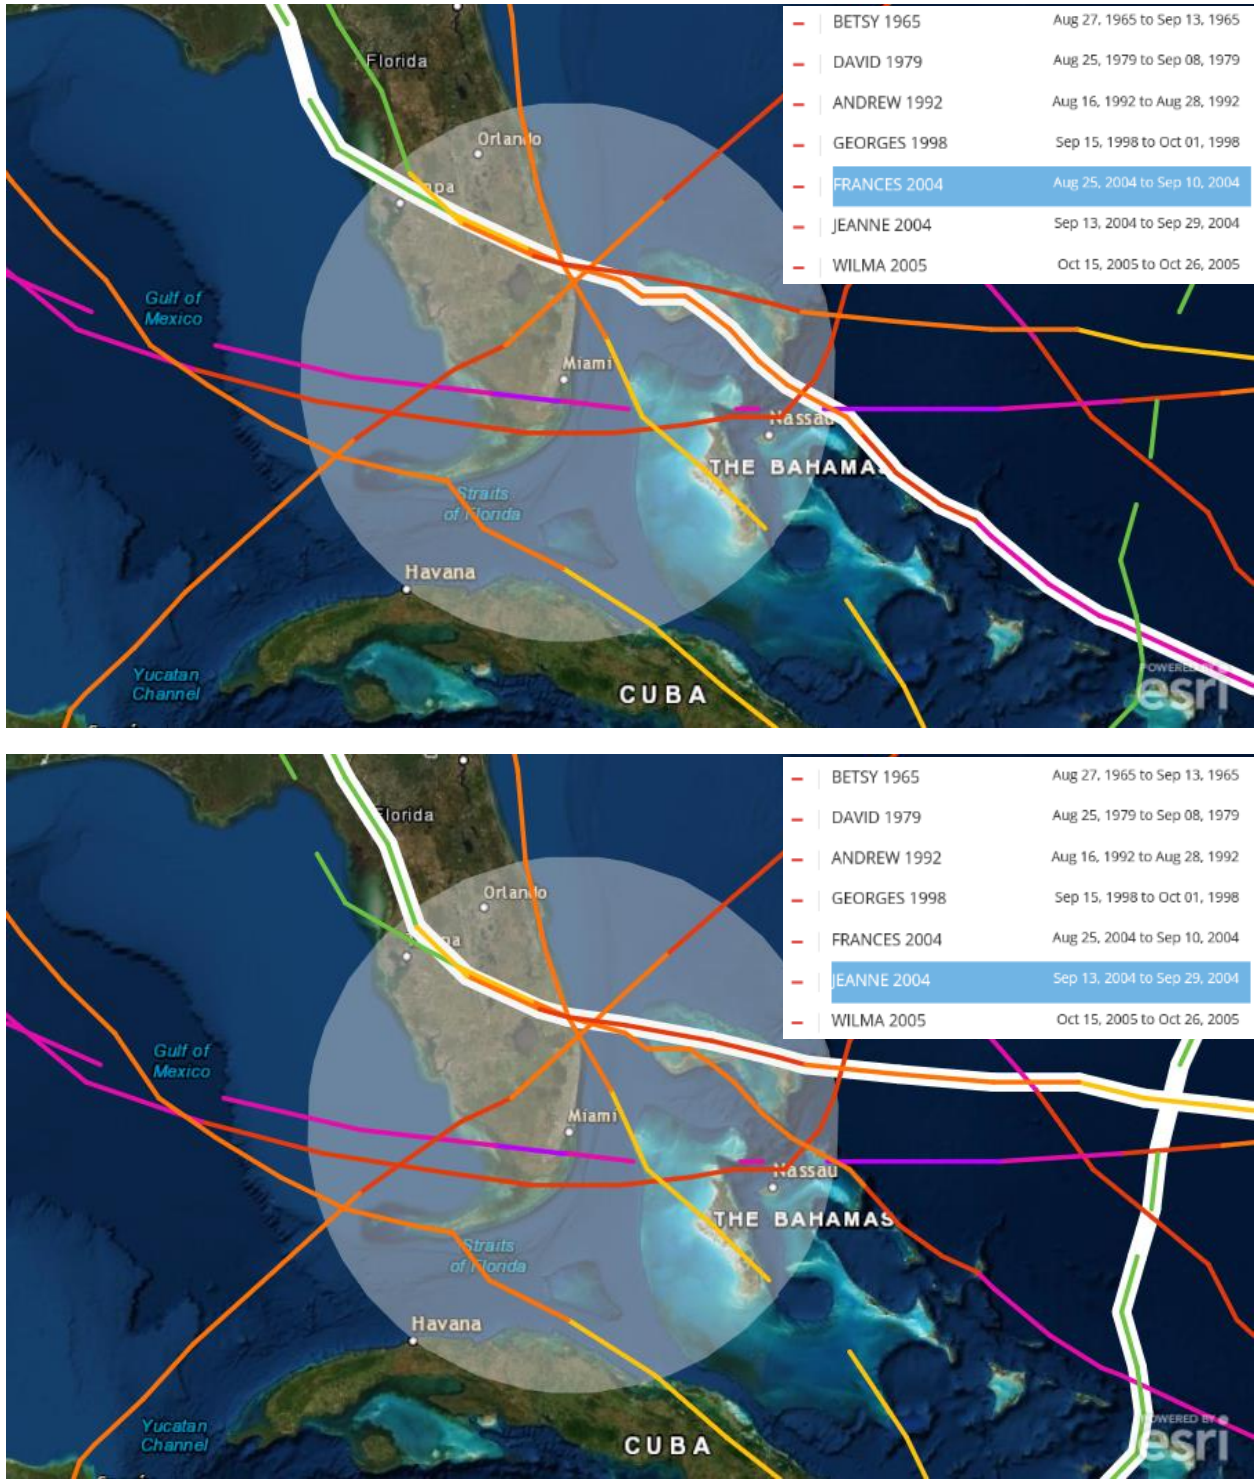 BETSY 1965 Aug 27, 1965 to Sep 13, 1965
DAVID 1979 Aug 25, 1979 to Sep 08, 1979
ANDREW 1992 Aug 16, 1992 to Aug 28, 1992
GEORGES 1998 Sep 15, 1998 to Oct 01, 1998
FRANCES 2004 Aug 25, 2004 to Sep 10, 2004
JEANNE 2004 Sep 13, 2004 to Sep 29, 2004
WILMA 2005 Oct 15, 2005 to Oct 26, 2005
Florida
Orlando
Gulf of
Mexico
Miami
Nassau
THE BAHAMAS
Straits
of Florida
Havana
Yucatan
Channel
CUBA
POWERED BY
esri
BETSY 1965 Aug 27, 1965 to Sep 13, 1965
DAVID 1979 Aug 25, 1979 to Sep 08, 1979
ANDREW 1992 Aug 16, 1992 to Aug 28, 1992
GEORGES 1998 Sep 15, 1998 to Oct 01, 1998
FRANCES 2004 Aug 25, 2004 to Sep 10, 2004
JEANNE 2004 Sep 13, 2004 to Sep 29, 2004
WILMA 2005 Oct 15, 2005 to Oct 26, 2005
Florida
Orlando
Gulf of
Mexico
Miami
Nassau
THE BAHAMAS
Straits
of Florida
Havana
Yucatan
Channel
CUBA
POWERED BY
esri